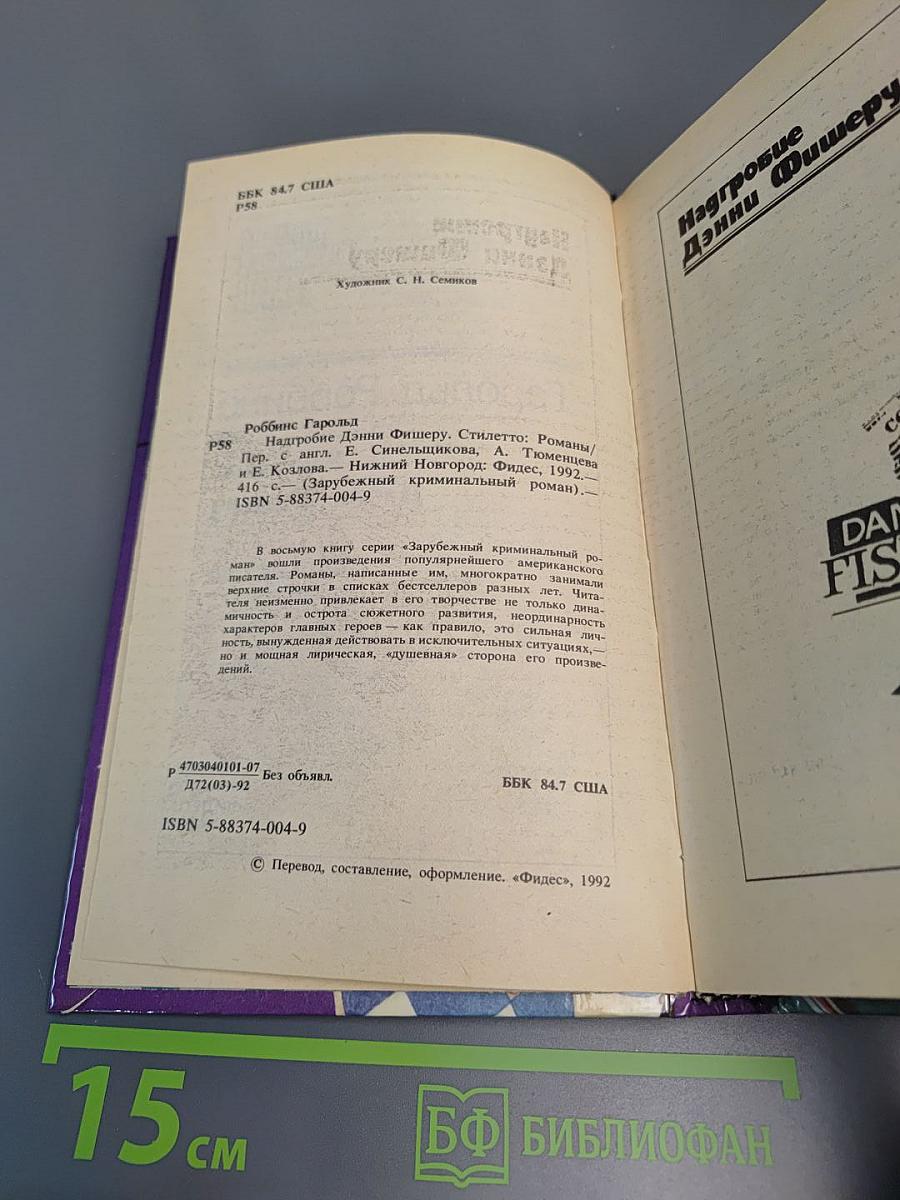 ББК 84.7 США
Р58
Художник С. Н. Семиков
Роббинс Гарольд
Р58 Надгробие Дэнни Фишеру. Стилетто: Романы/
Пер. с англ. Е. Синельщикова, А. Тюменцева
и Е. Козлова.— Нижний Новгород: Фидес, 1992.—
416 с.— (Зарубежный криминальный роман).—
ISBN 5-88374-004-9
В восьмую книгу серии «Зарубежный криминальный ро-
ман» вошли произведения популярнейшего американского
писателя. Романы, написанные им, многократно занимали
верхние строчки в списках бестселлеров разных лет. Чита-
теля неизменно привлекает в его творчестве не только дина-
мичность и острота сюжетного развития, неординарность
характеров главных героев — как правило, это сильная лич-
ность, вынужденная действовать в исключительных ситуациях,—
но и мощная лирическая, «душевная» сторона его произве-
дений.
Р 4703040101-07 Без объявл.
Д72(03)-92
ББК 84.7 США
ISBN 5-88374-004-9
© Перевод, составление, оформление. «Фидес», 1992
Надгробие
Дэнни Фишеру
DAN
FIS
15 см
БФ БИБЛИОФАН